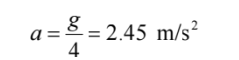 a = g/4 = 2.45 m/s²